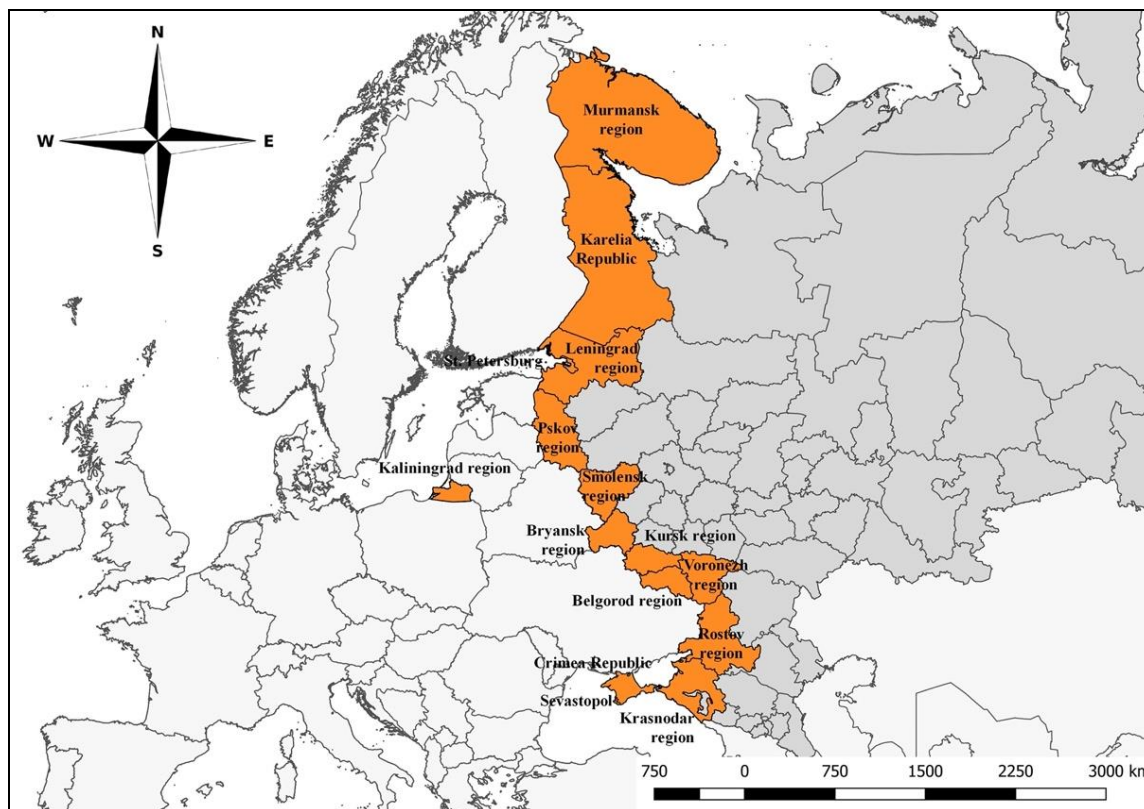 N
W
E
S
Murmansk
region
Karelia
Republic
St. Petersburg
Leningrad
region
Pskov
region
Kaliningrad region
Smolensk
region
Bryansk
region
Kursk region
Voronezh
region
Belgorod region
Rostov
region
Crimea Republic
Sevastopol
Krasnodar
region
750 0 750 1500 2250 3000 km